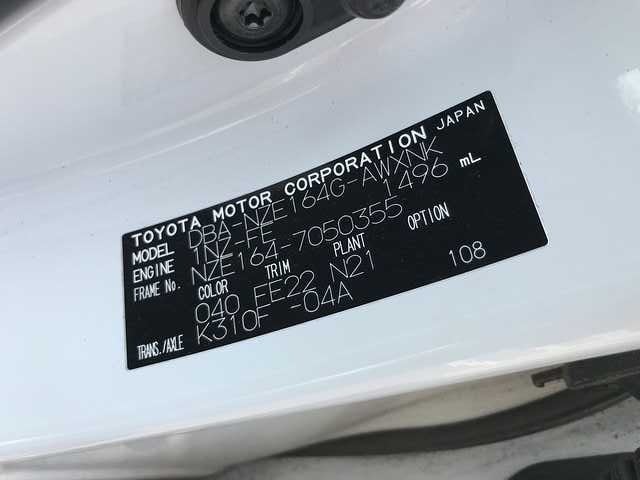 TOYOTA MOTOR CORPORATION JAPAN
MODEL DBA-NZE164G-AWXNK
ENGINE 1NZ-FE 1496 mL
FRAME No. NZE164-7050355
COLOR TRIM PLANT OPTION
040 FE22 N21 108
TRANS./AXLE K310F -04A